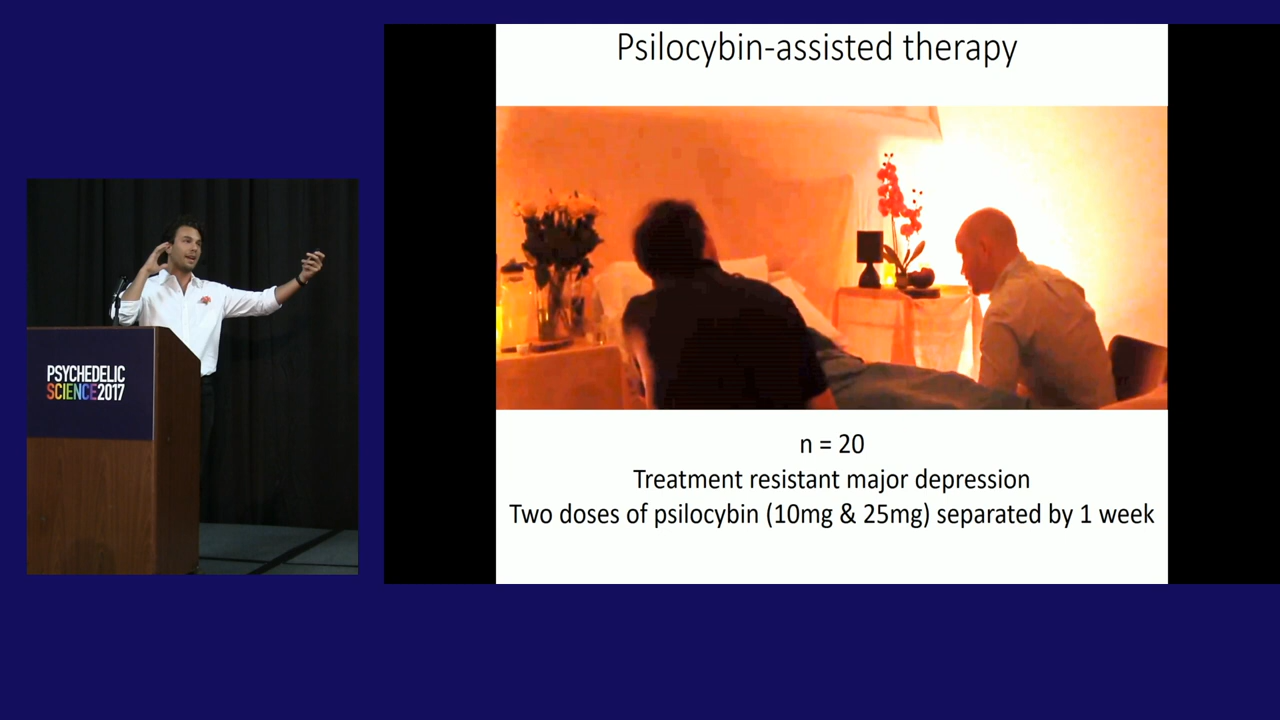 Psilocybin-assisted therapy
PSYCHEDELIC
SCIENCE2017
n = 20
Treatment resistant major depression
Two doses of psilocybin (10mg & 25mg) separated by 1 week